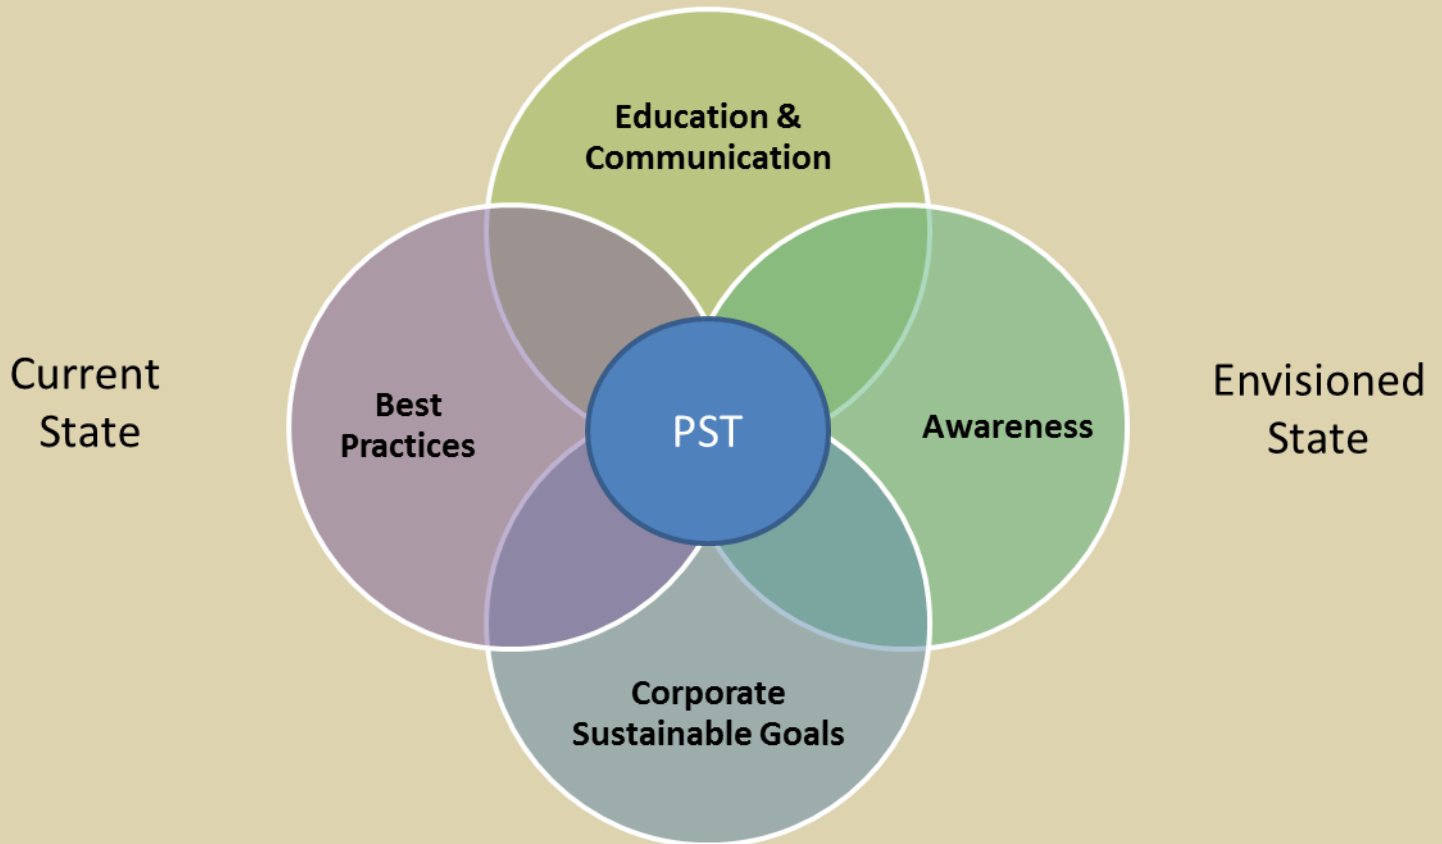 Education &
Communication
Current
State
Best
Practices
PST
Awareness
Envisioned
State
Corporate
Sustainable Goals